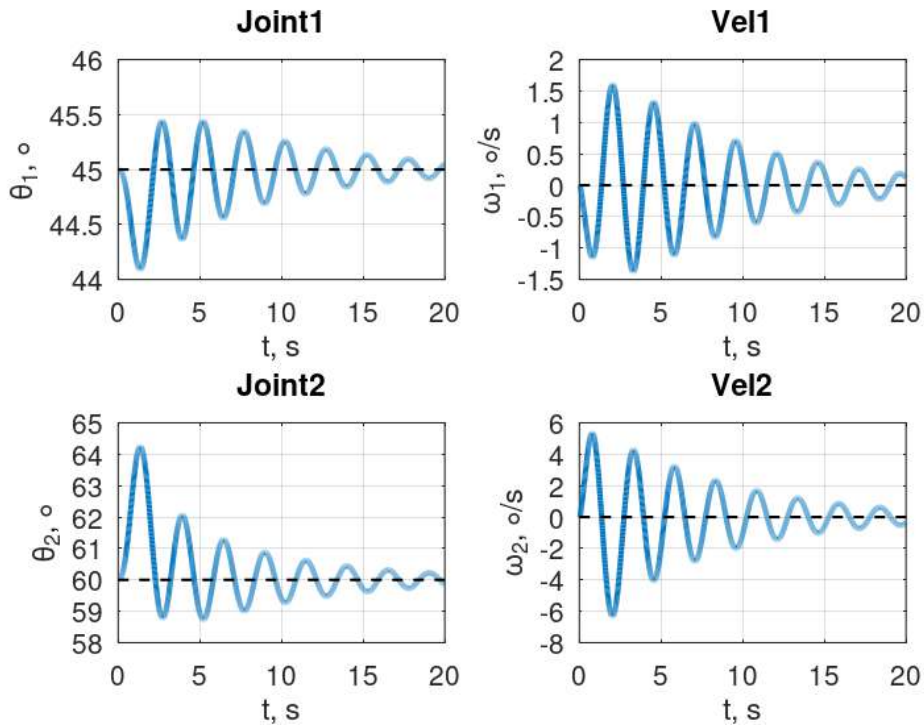 Joint1
46
45.5
45
44.5
44
θ1, °
0 5 10 15 20
t, s
Vel1
2
1.5
1
0.5
0
-0.5
-1
-1.5
ω1, °/s
0 5 10 15 20
t, s
Joint2
65
64
63
62
61
60
59
58
θ2, °
0 5 10 15 20
t, s
Vel2
6
4
2
0
-2
-4
-6
-8
ω2, °/s
0 5 10 15 20
t, s